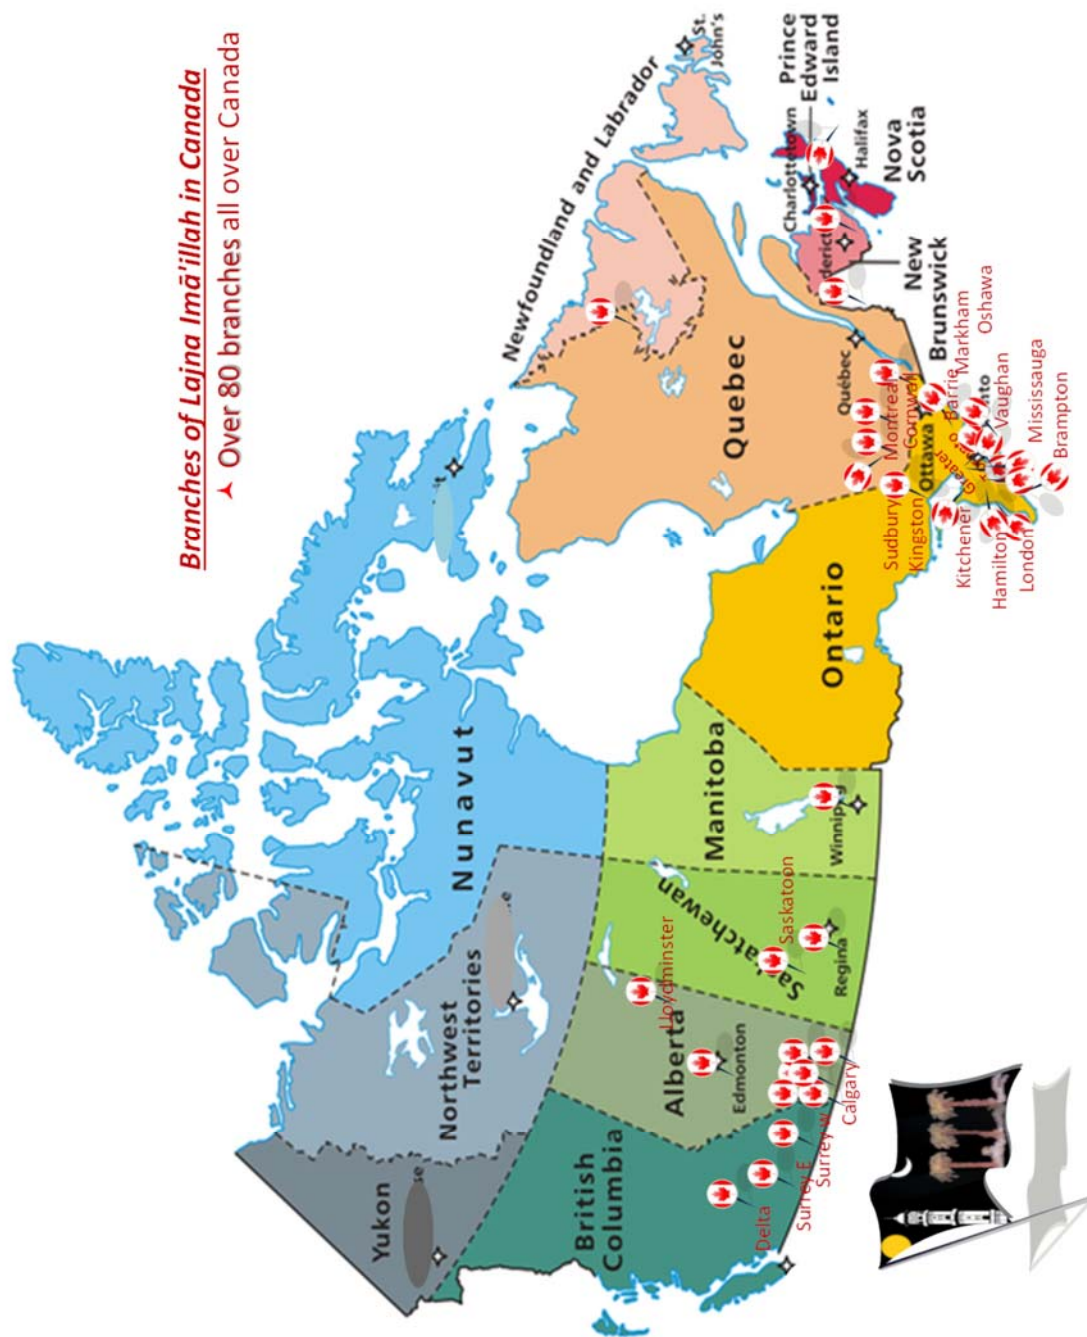 Branches of Lajna Imā'illah in Canada
Over 80 branches all over Canada
Yukon
Northwest
Territories
Nunavut
British
Columbia
Alberta
Saskatchewan
Manitoba
Ontario
Quebec
Newfoundland and Labrador
St.
John's
Prince
Edward
Island
Charlottetown
Halifax
Nova
Scotia
New
Brunswick
Québec
Ottawa
Winnipeg
Regina
Edmonton
Lloydminster
Saskatoon
Calgary
Surrey W
Surrey E
Delta
Sudbury
Kingston
Montreal
Cornwall
Kitchener
Hamilton
London
Greater
Barrie
Markham
Oshawa
Vaughan
Mississauga
Brampton